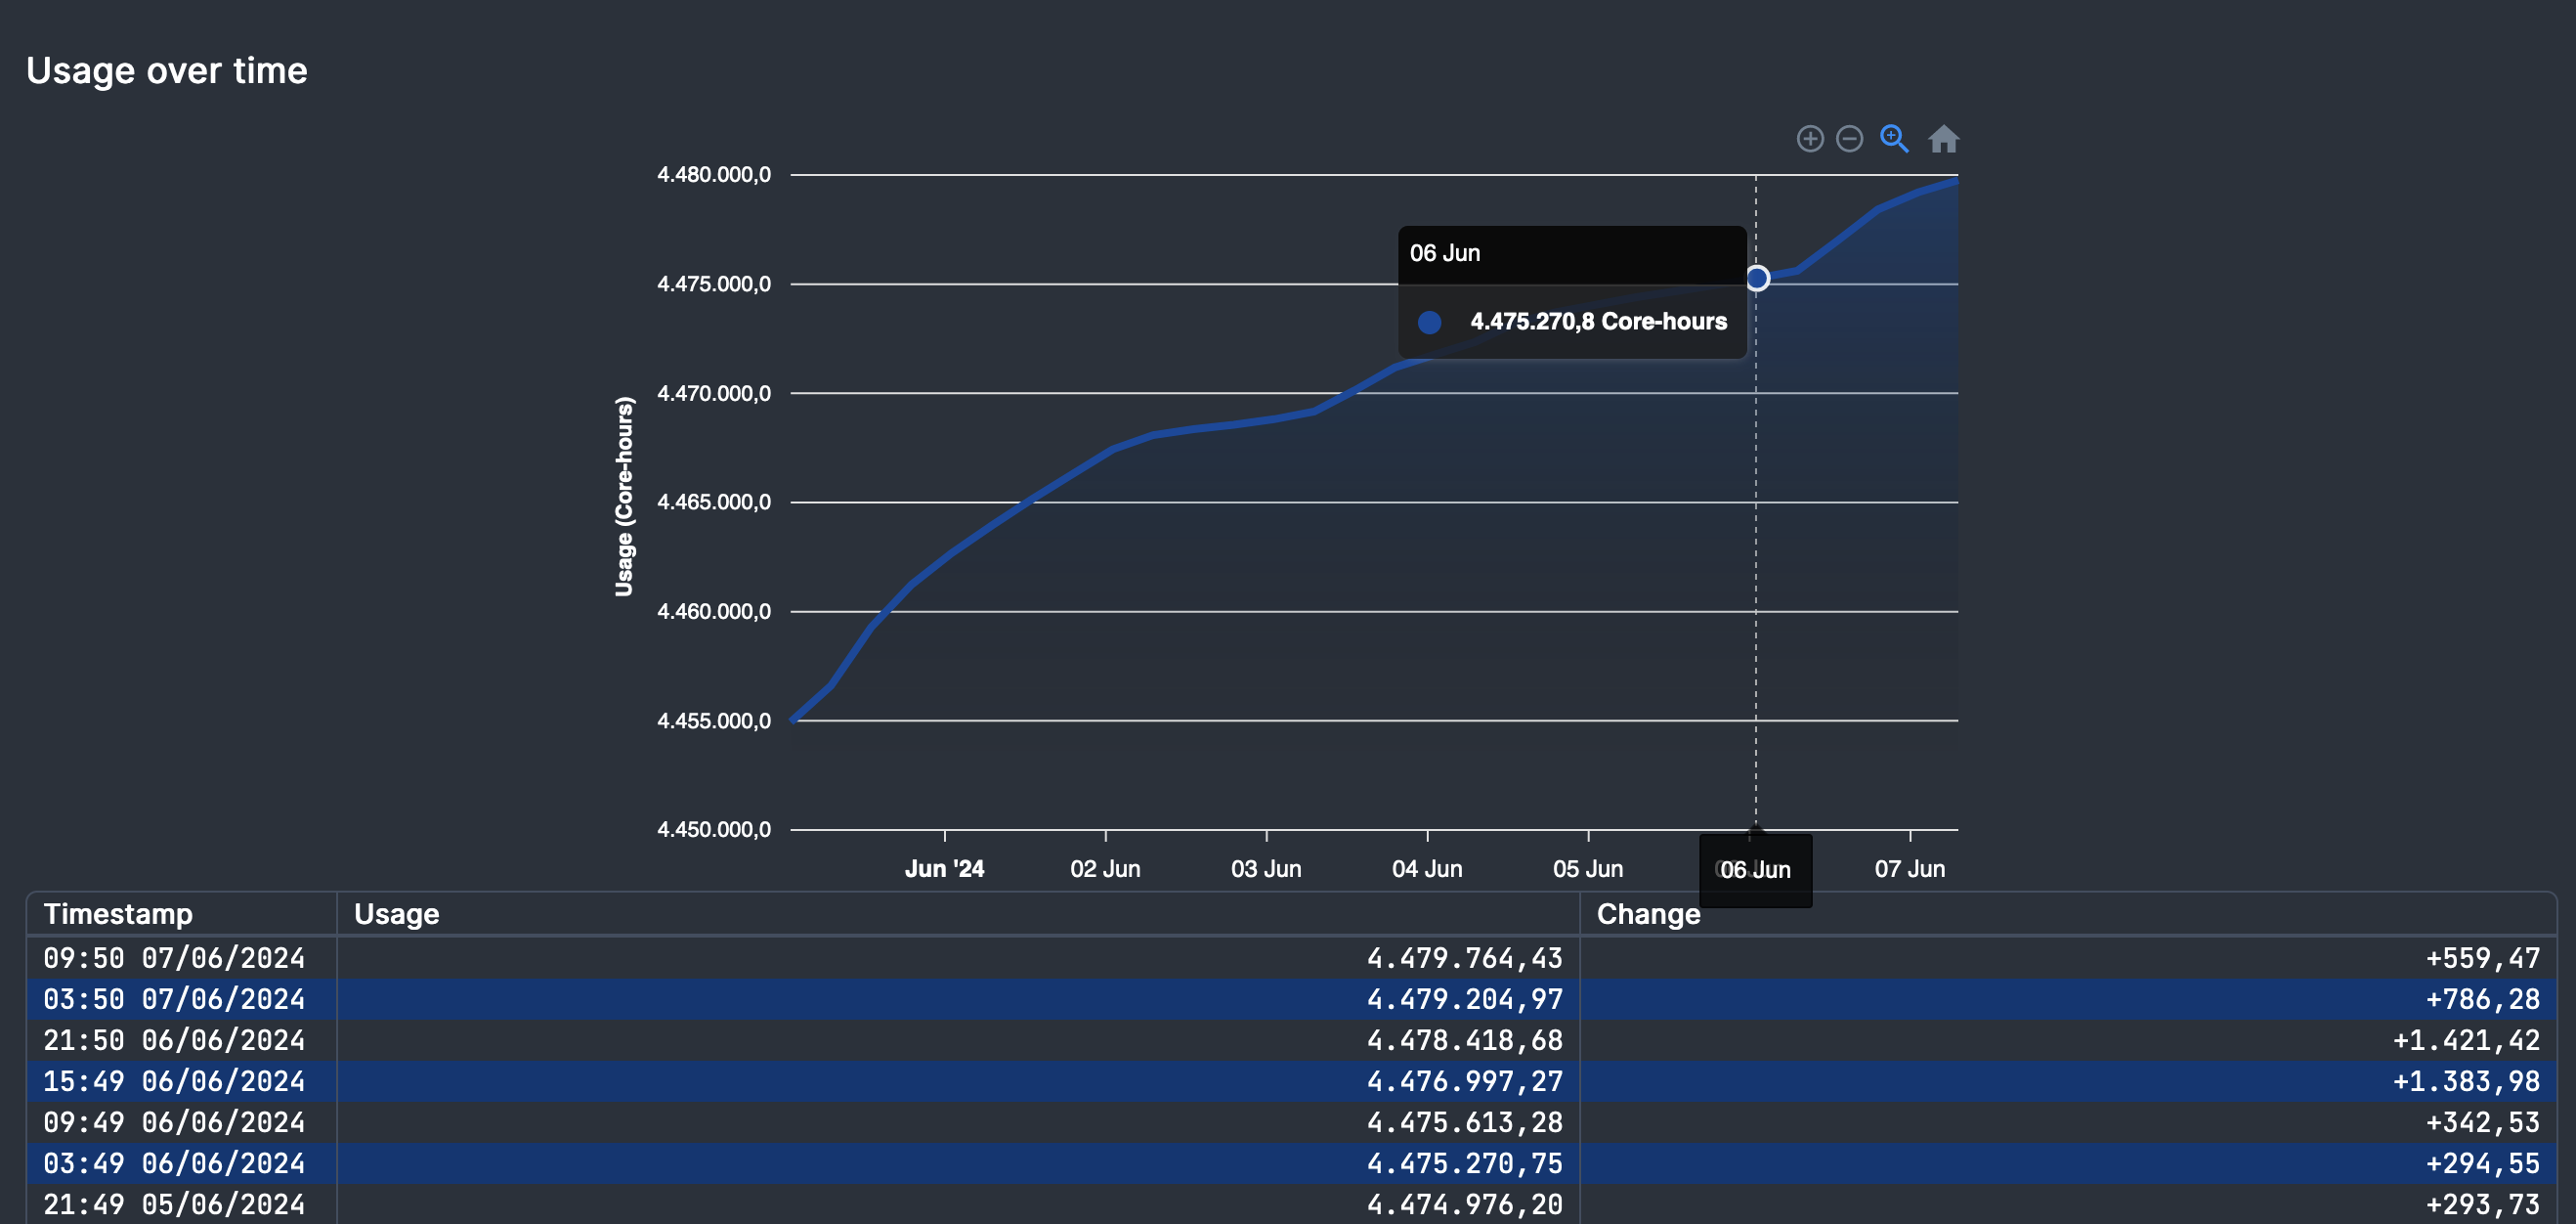 Usage over time
4.480.000,0
06 Jun
4.475.000,0
4.475.270,8 Core-hours
4.470.000,0
Usage (Core-hours)
4.465.000,0
4.460.000,0
4.455.000,0
4.450.000,0
Jun '24 02 Jun 03 Jun 04 Jun 05 Jun 06 Jun 07 Jun
Timestamp Usage Change
09:50 07/06/2024 4.479.764,43 +559,47
03:50 07/06/2024 4.479.204,97 +786,28
21:50 06/06/2024 4.478.418,68 +1.421,42
15:49 06/06/2024 4.476.997,27 +1.383,98
09:49 06/06/2024 4.475.613,28 +342,53
03:49 06/06/2024 4.475.270,75 +294,55
21:49 05/06/2024 4.474.976,20 +293,73